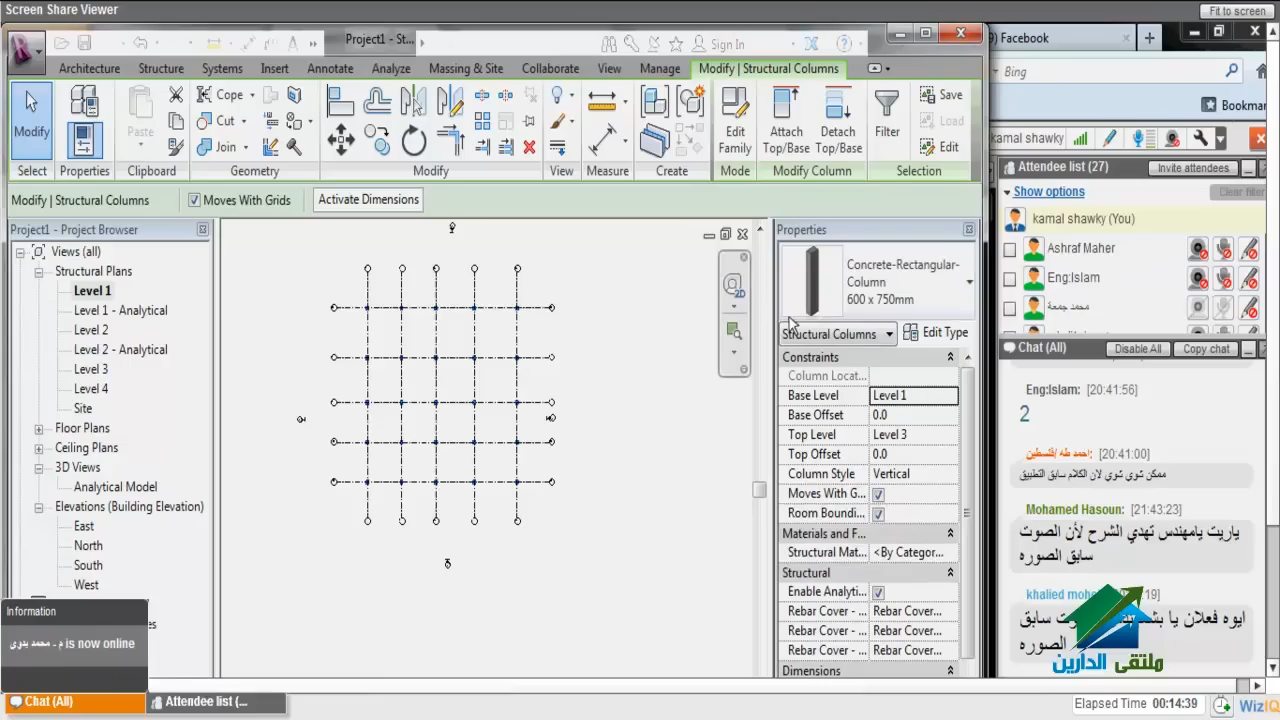 Screen Share Viewer
Fit to screen
Project1 - St...
Sign In
Architecture Structure Systems Insert Annotate Analyze Massing & Site Collaborate View Manage Modify | Structural Columns
Modify
Paste
Cope
Cut
Join
Edit Family
Attach Top/Base
Detach Top/Base
Filter
Save
Load
Edit
Select Properties Clipboard Geometry Modify View Measure Create Mode Modify Column Selection
Modify | Structural Columns
Moves With Grids
Activate Dimensions
Project1 - Project Browser
Views (all)
Structural Plans
Level 1
Level 1 - Analytical
Level 2
Level 2 - Analytical
Level 3
Level 4
Site
Floor Plans
Ceiling Plans
3D Views
Analytical Model
Elevations (Building Elevation)
East
North
South
West
2D
Properties
Concrete-Rectangular-
Column
600 x 750mm
Structural Columns
Edit Type
Constraints
Column Locat...
Base Level Level 1
Base Offset 0.0
Top Level Level 3
Top Offset 0.0
Column Style Vertical
Moves With G...
Room Boundi...
Materials and F...
Structural Mat... <By Categor...
Structural
Enable Analyti...
Rebar Cover - ... Rebar Cover...
Rebar Cover - ... Rebar Cover...
Rebar Cover - ... Rebar Cover...
Dimensions
Facebook
Bing
Bookmar
kamal shawky
Attendee list (27)
Invite attendees
Show options
Clear filter
kamal shawky (You)
Ashraf Maher
Eng:Islam
محمد جمعة
Chat (All)
Disable All
Copy chat
Eng:Islam: [20:41:56]
2
احمد طه /فلسطين: [20:41:00]
ممكن شوي شوي لان الكلام سابق التطبيق
Mohamed Hasoun: [21:43:23]
ياريت يامهندس تهدي الشرح لأن الصوت
سابق الصوره
khalied moh
ايوه فعلان يا
سابق
الصوره
ملتقى الدارين
Information
م . محمد بدوى is now online
Chat (All)
Attendee list (...
Elapsed Time 00:14:39
WizIQ